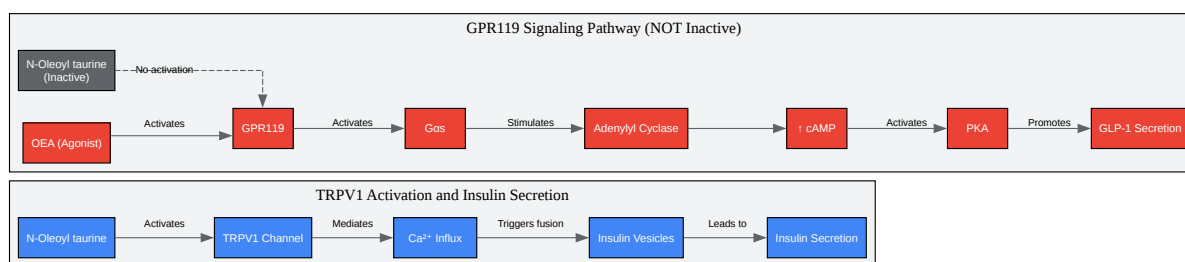 GPR119 Signaling Pathway (NOT Inactive)
N-Oleoyl taurine
(Inactive)
No activation
OEA (Agonist)
Activates
GPR119
Activates
Gαs
Stimulates
Adenylyl Cyclase
↑ cAMP
Activates
PKA
Promotes
GLP-1 Secretion
TRPV1 Activation and Insulin Secretion
N-Oleoyl taurine
Activates
TRPV1 Channel
Mediates
Ca²⁺ Influx
Triggers fusion
Insulin Vesicles
Leads to
Insulin Secretion